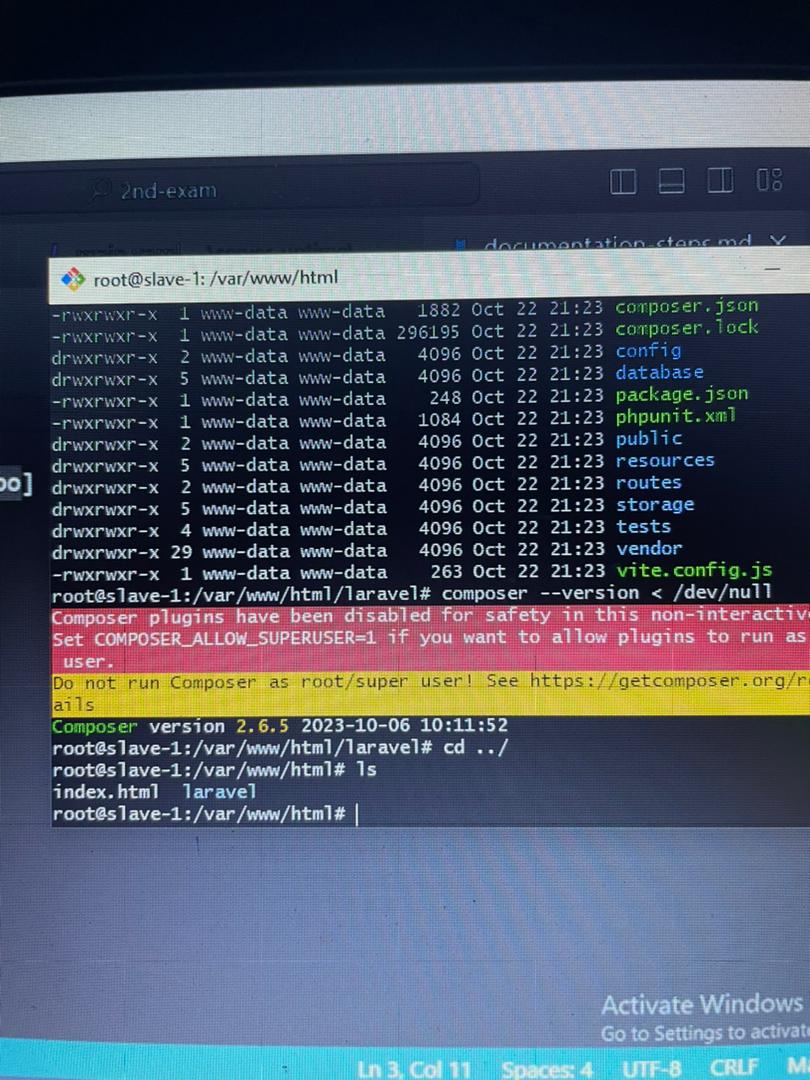 2nd-exam
documentation-steps.md
root@slave-1: /var/www/html
-rwxrwxr-x 1 www-data www-data 1882 Oct 22 21:23 composer.json
-rwxrwxr-x 1 www-data www-data 296195 Oct 22 21:23 composer.lock
drwxrwxr-x 2 www-data www-data 4096 Oct 22 21:23 config
drwxrwxr-x 5 www-data www-data 4096 Oct 22 21:23 database
-rwxrwxr-x 1 www-data www-data 248 Oct 22 21:23 package.json
-rwxrwxr-x 1 www-data www-data 1084 Oct 22 21:23 phpunit.xml
drwxrwxr-x 2 www-data www-data 4096 Oct 22 21:23 public
drwxrwxr-x 5 www-data www-data 4096 Oct 22 21:23 resources
drwxrwxr-x 2 www-data www-data 4096 Oct 22 21:23 routes
drwxrwxr-x 5 www-data www-data 4096 Oct 22 21:23 storage
drwxrwxr-x 4 www-data www-data 4096 Oct 22 21:23 tests
drwxrwxr-x 29 www-data www-data 4096 Oct 22 21:23 vendor
-rwxrwxr-x 1 www-data www-data 263 Oct 22 21:23 vite.config.js
root@slave-1:/var/www/html/laravel# composer --version < /dev/null
Composer plugins have been disabled for safety in this non-interactive
Set COMPOSER_ALLOW_SUPERUSER=1 if you want to allow plugins to run as
user.
Do not run Composer as root/super user! See https://getcomposer.org/r
ails
Composer version 2.6.5 2023-10-06 10:11:52
root@slave-1:/var/www/html/laravel# cd ../
root@slave-1:/var/www/html# ls
index.html laravel
root@slave-1:/var/www/html#
Activate Windows
Go to Settings to activat
Ln 3, Col 11 Spaces: 4 UTF-8 CRLF